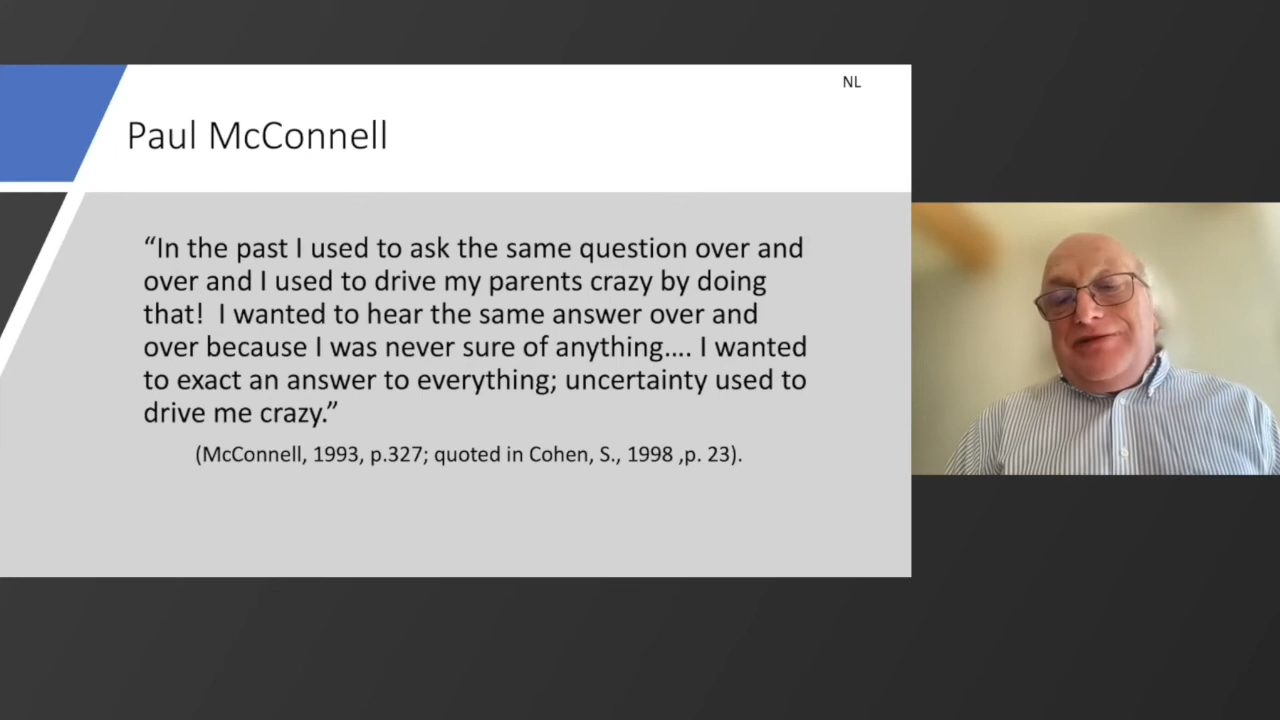 NL
Paul McConnell
“In the past I used to ask the same question over and
over and I used to drive my parents crazy by doing
that!  I wanted to hear the same answer over and
over because I was never sure of anything…. I wanted
to exact an answer to everything; uncertainty used to
drive me crazy.”
(McConnell, 1993, p.327; quoted in Cohen, S., 1998 ,p. 23).